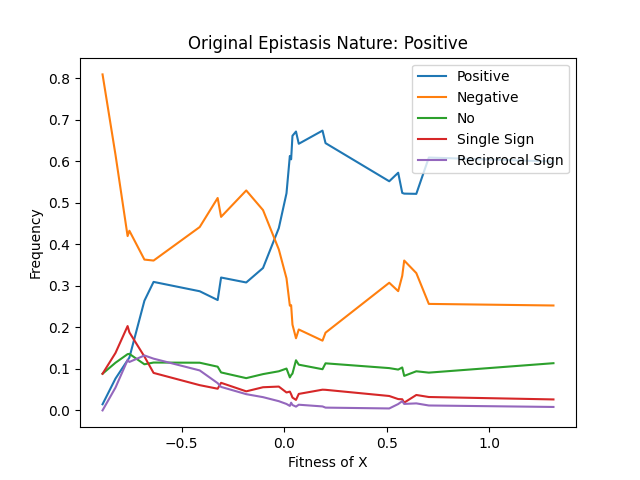 Original Epistasis Nature: Positive
Positive
Negative
No
Single Sign
Reciprocal Sign
Frequency
0.8
0.7
0.6
0.5
0.4
0.3
0.2
0.1
0.0
−0.5
0.0
0.5
1.0
Fitness of X